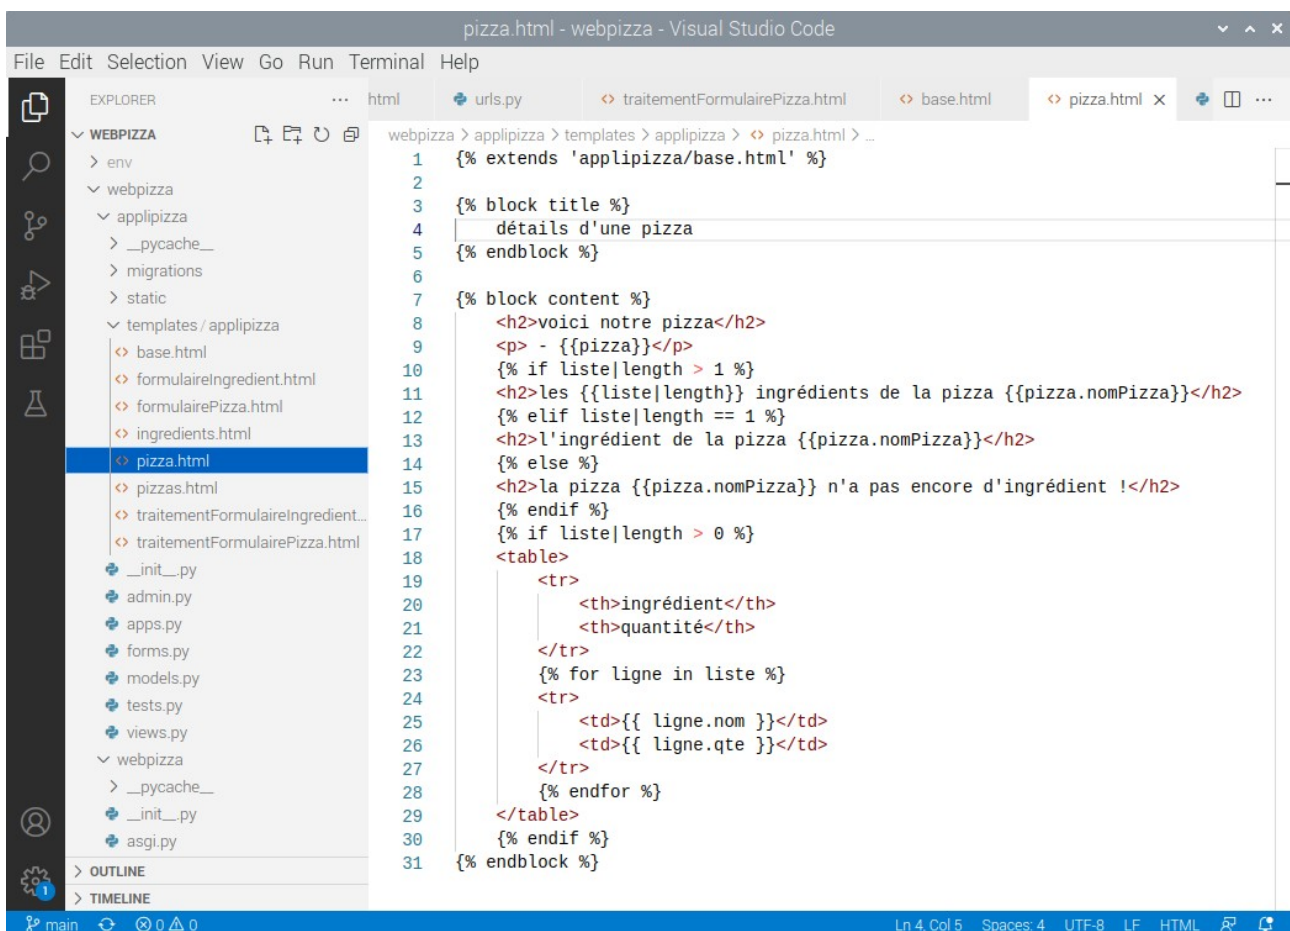 pizza.html - webpizza - Visual Studio Code
File Edit Selection View Go Run Terminal Help
EXPLORER
html urls.py traitementFormulairePizza.html base.html pizza.html
WEBPIZZA
webpizza > applipizza > templates > applipizza > pizza.html > ...
env
webpizza
applipizza
__pycache__
migrations
static
templates / applipizza
base.html
formulaireIngredient.html
formulairePizza.html
ingredients.html
pizza.html
pizzas.html
traitementFormulaireIngredient...
traitementFormulairePizza.html
__init__.py
admin.py
apps.py
forms.py
models.py
tests.py
views.py
webpizza
__pycache__
__init__.py
asgi.py
OUTLINE
TIMELINE
1 {% extends 'applipizza/base.html' %}
2
3 {% block title %}
4 détails d'une pizza
5 {% endblock %}
6
7 {% block content %}
8 <h2>voici notre pizza</h2>
9 <p> - {{pizza}}</p>
10 {% if liste|length > 1 %}
11 <h2>les {{liste|length}} ingrédients de la pizza {{pizza.nomPizza}}</h2>
12 {% elif liste|length == 1 %}
13 <h2>l'ingrédient de la pizza {{pizza.nomPizza}}</h2>
14 {% else %}
15 <h2>la pizza {{pizza.nomPizza}} n'a pas encore d'ingrédient !</h2>
16 {% endif %}
17 {% if liste|length > 0 %}
18 <table>
19 <tr>
20 <th>ingrédient</th>
21 <th>quantité</th>
22 </tr>
23 {% for ligne in liste %}
24 <tr>
25 <td>{{ ligne.nom }}</td>
26 <td>{{ ligne.qte }}</td>
27 </tr>
28 {% endfor %}
29 </table>
30 {% endif %}
31 {% endblock %}
1
main 0 0 Ln 4, Col 5 Spaces: 4 UTF-8 LF HTML